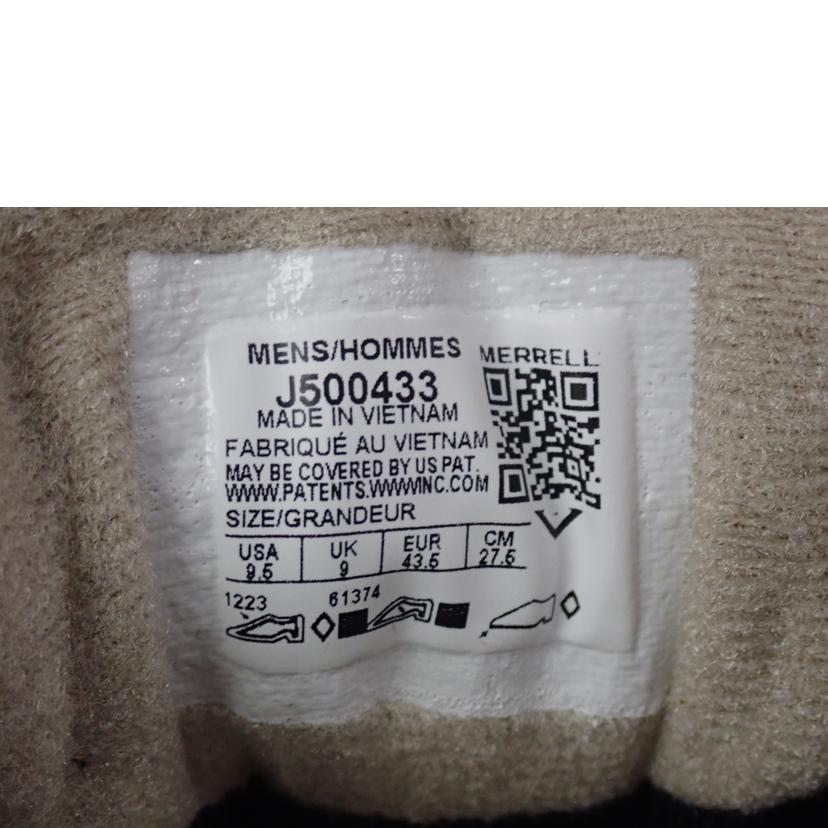 MENS/HOMMES
MERRELL
J500433
MADE IN VIETNAM
FABRIQUÉ AU VIETNAM
MAY BE COVERED BY US PAT.
WWW.PATENTS.WWWINC.COM
SIZE/GRANDEUR
USA UK EUR CM
9.5 9 43.5 27.5
1223 61374